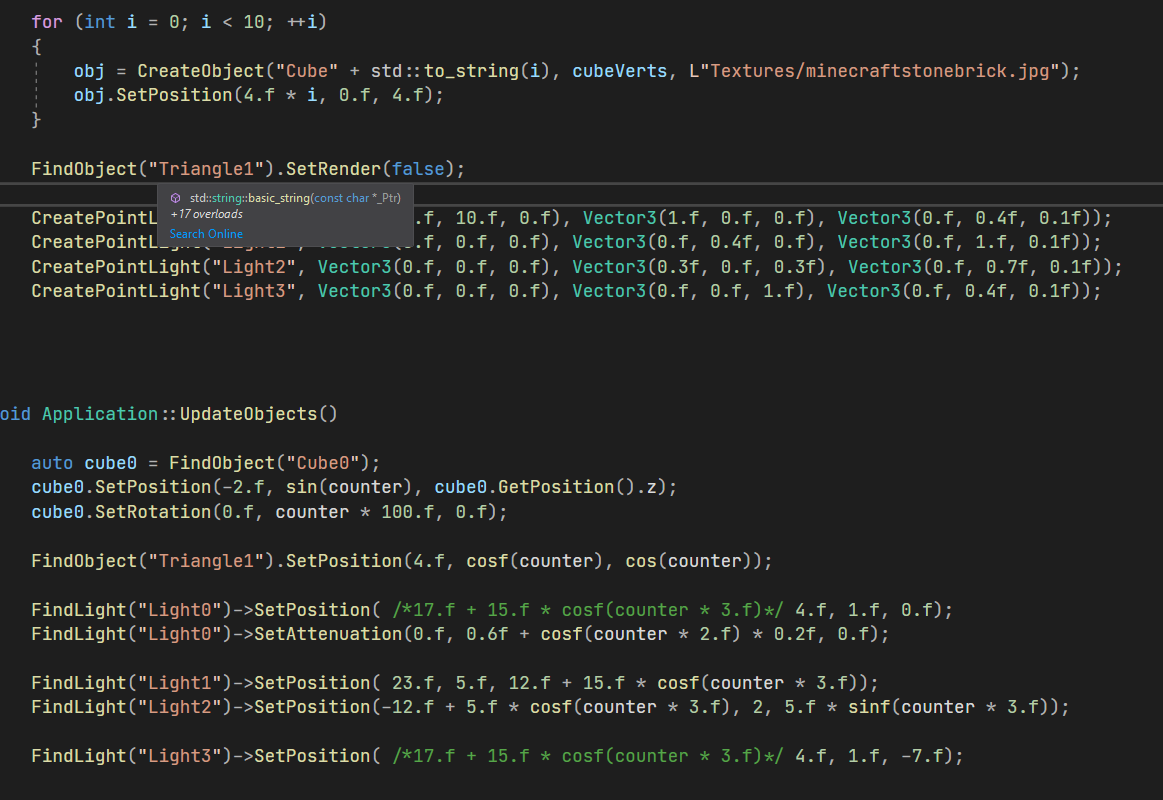 for (int i = 0; i < 10; ++i)
{
obj = CreateObject("Cube" + std::to_string(i), cubeVerts, L"Textures/minecraftstonebrick.jpg");
obj.SetPosition(4.f * i, 0.f, 4.f);
}
FindObject("Triangle1").SetRender(false);
std::string::basic_string(const char *_Ptr)
+17 overloads
Search Online
CreatePointL .f, 10.f, 0.f), Vector3(1.f, 0.f, 0.f), Vector3(0.f, 0.4f, 0.1f));
CreatePointLight( .f, 0.f, 0.f), Vector3(0.f, 0.4f, 0.f), Vector3(0.f, 1.f, 0.1f));
CreatePointLight("Light2", Vector3(0.f, 0.f, 0.f), Vector3(0.3f, 0.f, 0.3f), Vector3(0.f, 0.7f, 0.1f));
CreatePointLight("Light3", Vector3(0.f, 0.f, 0.f), Vector3(0.f, 0.f, 1.f), Vector3(0.f, 0.4f, 0.1f));
oid Application::UpdateObjects()
auto cube0 = FindObject("Cube0");
cube0.SetPosition(-2.f, sin(counter), cube0.GetPosition().z);
cube0.SetRotation(0.f, counter * 100.f, 0.f);
FindObject("Triangle1").SetPosition(4.f, cosf(counter), cos(counter));
FindLight("Light0")->SetPosition( /*17.f + 15.f * cosf(counter * 3.f)*/ 4.f, 1.f, 0.f);
FindLight("Light0")->SetAttenuation(0.f, 0.6f + cosf(counter * 2.f) * 0.2f, 0.f);
FindLight("Light1")->SetPosition( 23.f, 5.f, 12.f + 15.f * cosf(counter * 3.f));
FindLight("Light2")->SetPosition(-12.f + 5.f * cosf(counter * 3.f), 2, 5.f * sinf(counter * 3.f));
FindLight("Light3")->SetPosition( /*17.f + 15.f * cosf(counter * 3.f)*/ 4.f, 1.f, -7.f);